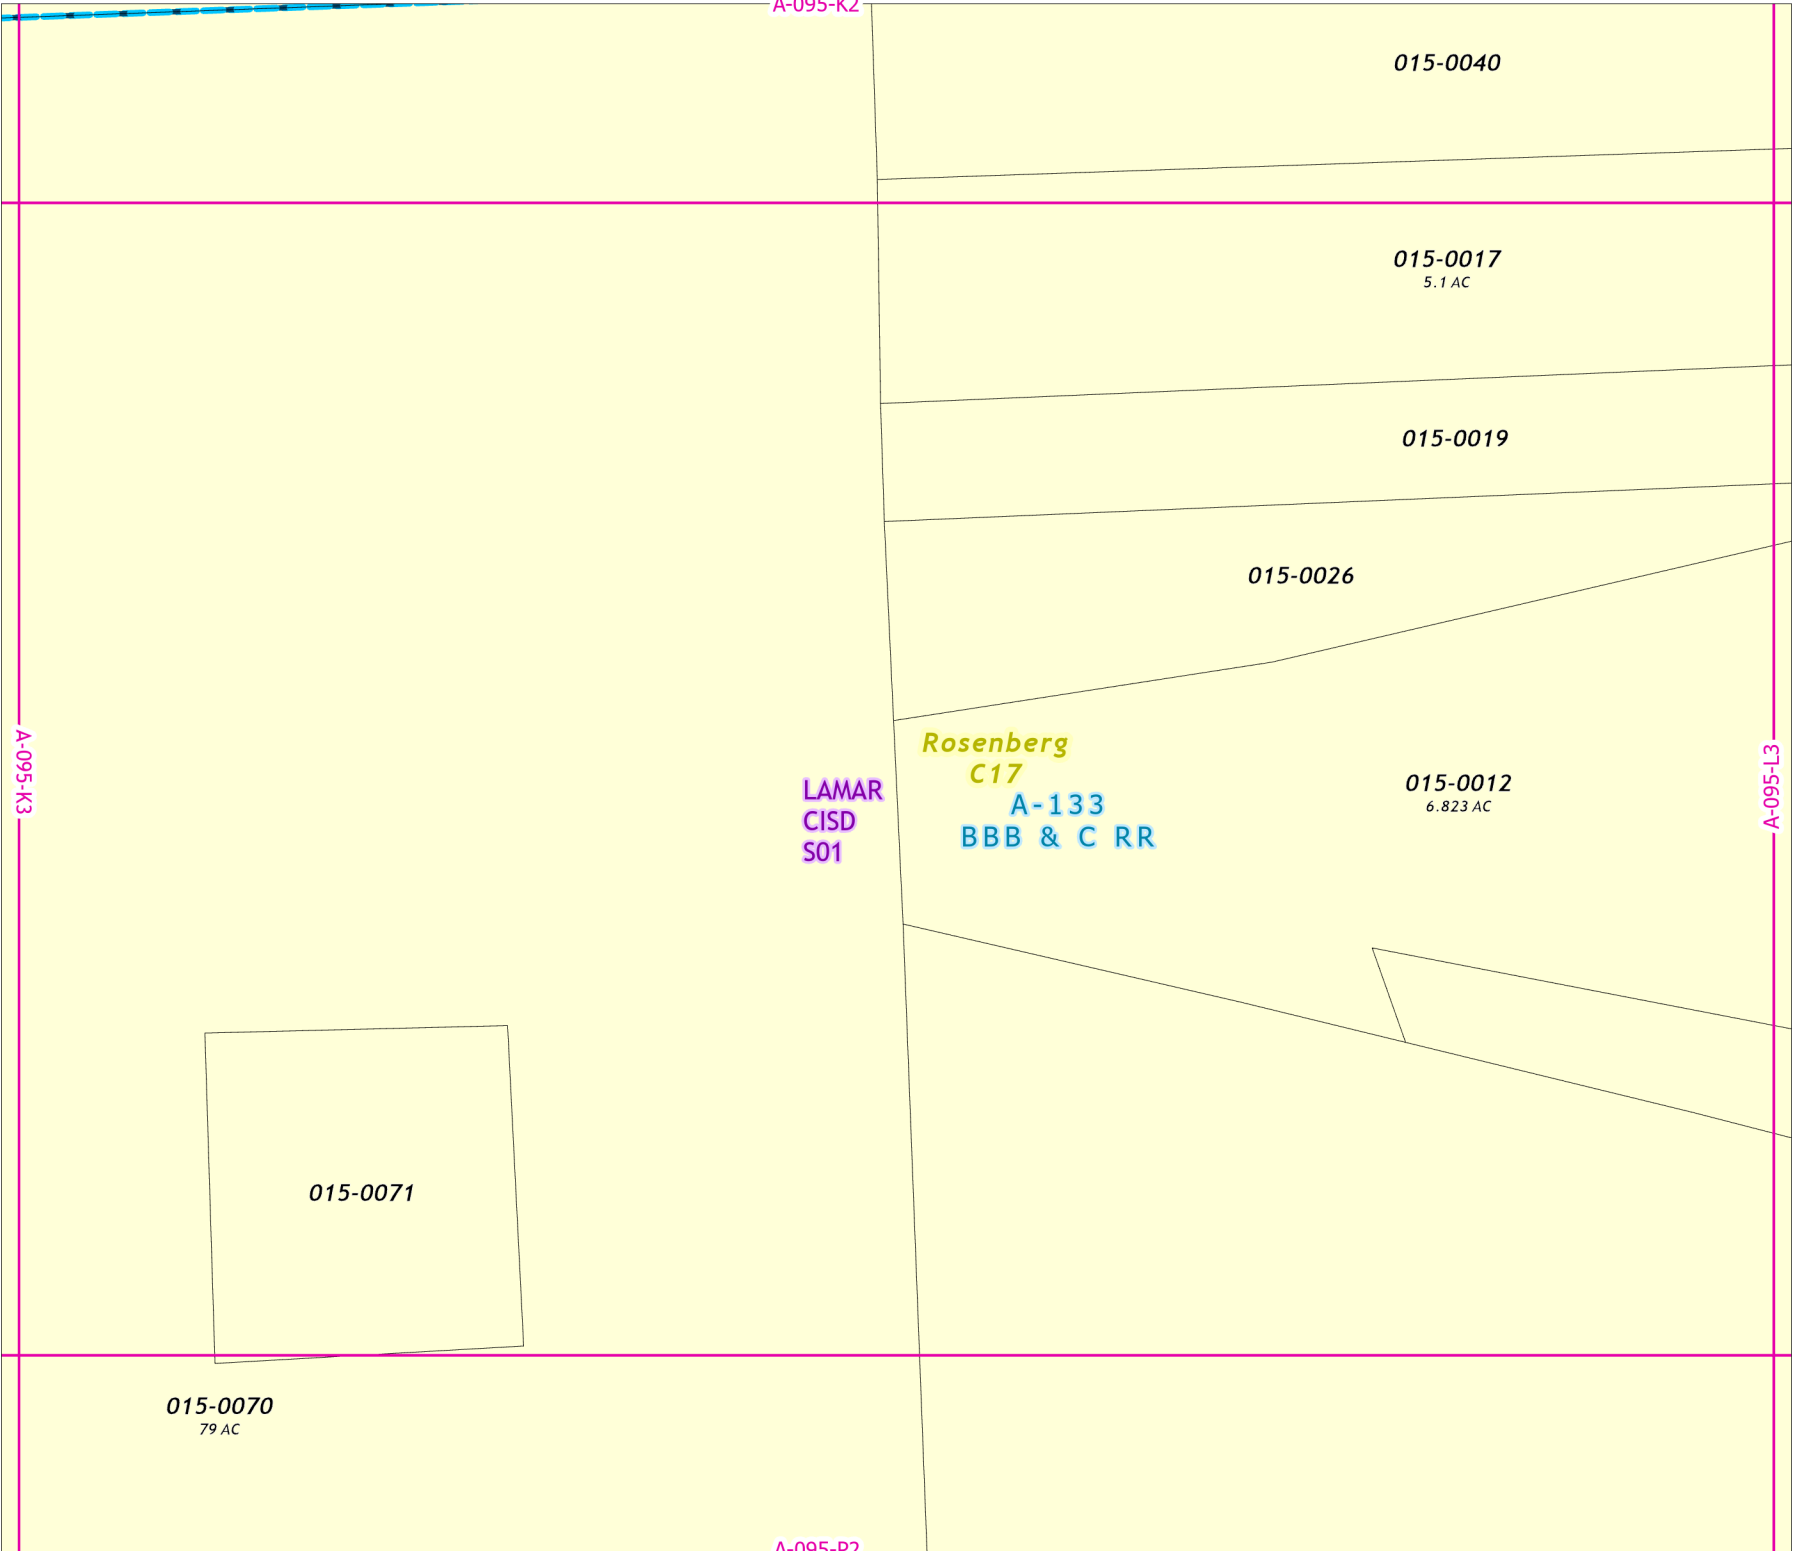 A-095-K2
015-0040
015-0017
5.1 AC
015-0019
015-0026
A-095-K3
Rosenberg
C17
A-133
BBB & C RR
LAMAR
CISD
S01
015-0012
6.823 AC
A-095-L3
015-0071
015-0070
79 AC
A-095-P2